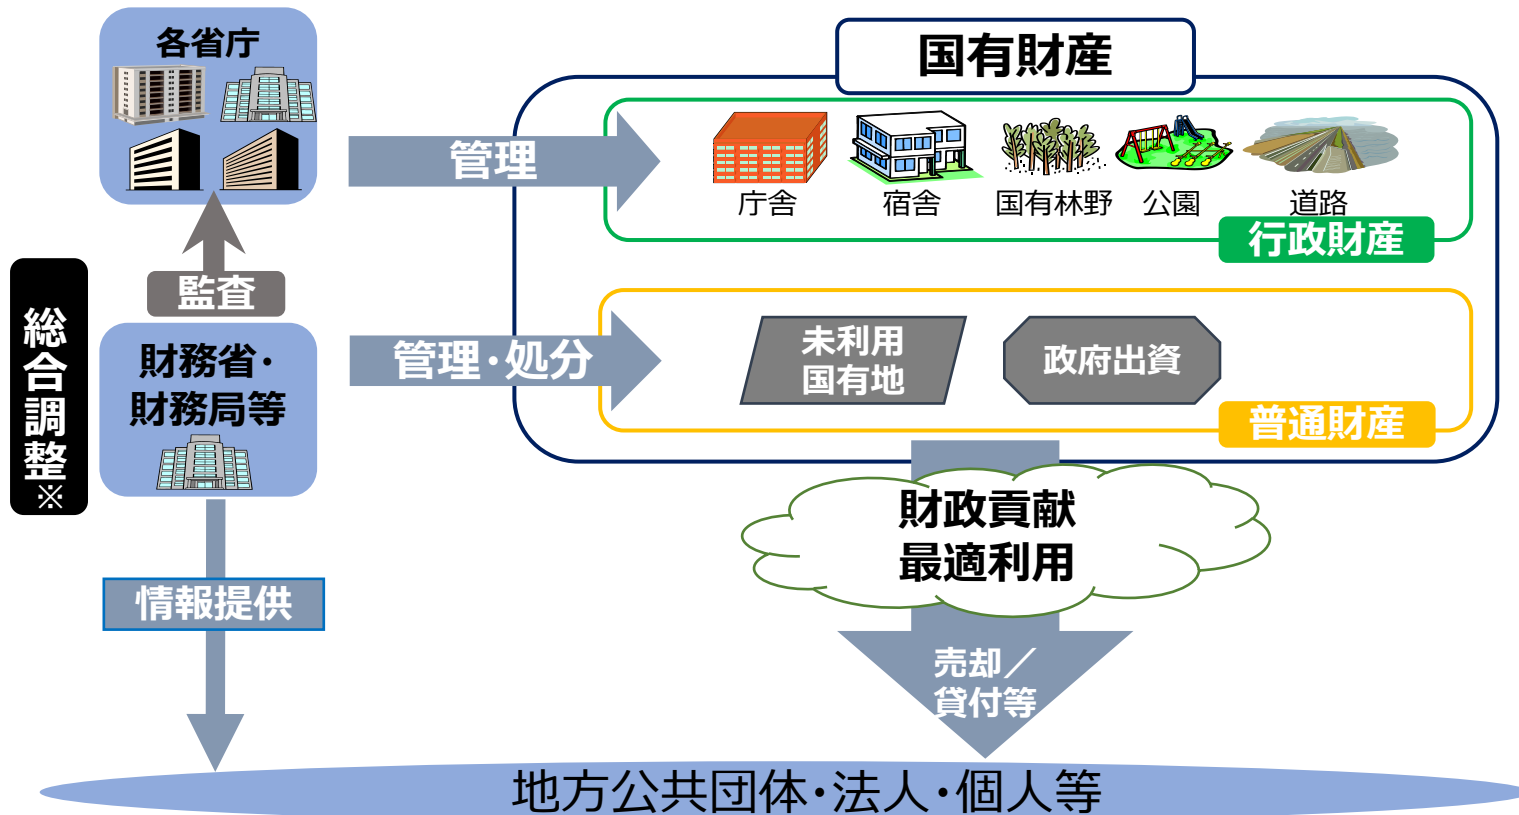 各省庁
国有財産
管理
庁舎
宿舎
国有林野
公園
道路
行政財産
監査
総合調整※
財務省・
財務局等
管理・処分
未利用
国有地
政府出資
普通財産
財政貢献
最適利用
情報提供
売却／
貸付等
地方公共団体・法人・個人等